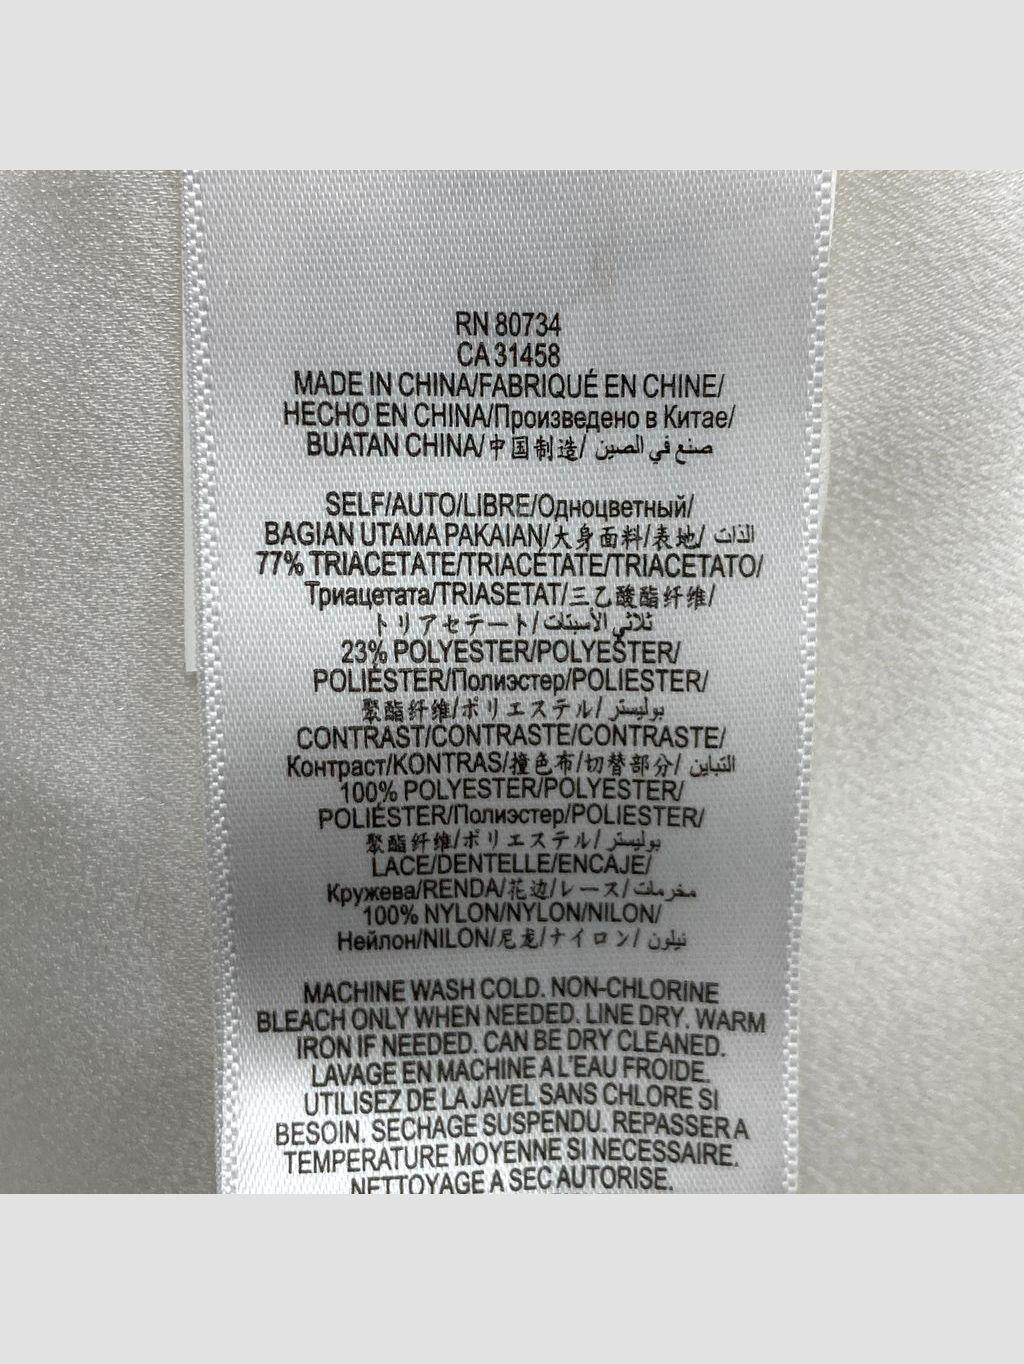 RN 80734
CA 31458
MADE IN CHINA/FABRIQUÉ EN CHINE/
HECHO EN CHINA/Произведено в Китае/
BUATAN CHINA/中国制造/ صنع في الصين
SELF/AUTO/LIBRE/Одноцветный/
BAGIAN UTAMA PAKAIAN/大身面料/表地/ الذات
77% TRIACETATE/TRIACÉTATE/TRIACETATO/
Триацетата/TRIASETAT/三乙酸酯纤维/
トリアセテート/ ثلاثي الأسيتات
23% POLYESTER/POLYESTER/
POLIÉSTER/Полиэстер/POLIESTER/
聚酯纤维/ポリエステル/ بوليستر
CONTRAST/CONTRASTE/CONTRASTE/
Контраст/KONTRAS/撞色布/切替部分/ التباين
100% POLYESTER/POLYESTER/
POLIÉSTER/Полиэстер/POLIESTER/
聚酯纤维/ポリエステル/ بوليستر
LACE/DENTELLE/ENCAJE/
Кружева/RENDA/花边/レース/ مخرمات
100% NYLON/NYLON/NILON/
Нейлон/NILON/尼龙/ナイロン/ نيلون
MACHINE WASH COLD. NON-CHLORINE
BLEACH ONLY WHEN NEEDED. LINE DRY. WARM
IRON IF NEEDED. CAN BE DRY CLEANED.
LAVAGE EN MACHINE A L'EAU FROIDE.
UTILISEZ DE LA JAVEL SANS CHLORE SI
BESOIN. SECHAGE SUSPENDU. REPASSER A
TEMPERATURE MOYENNE SI NECESSAIRE.
NETTOYAGE A SEC AUTORISE.